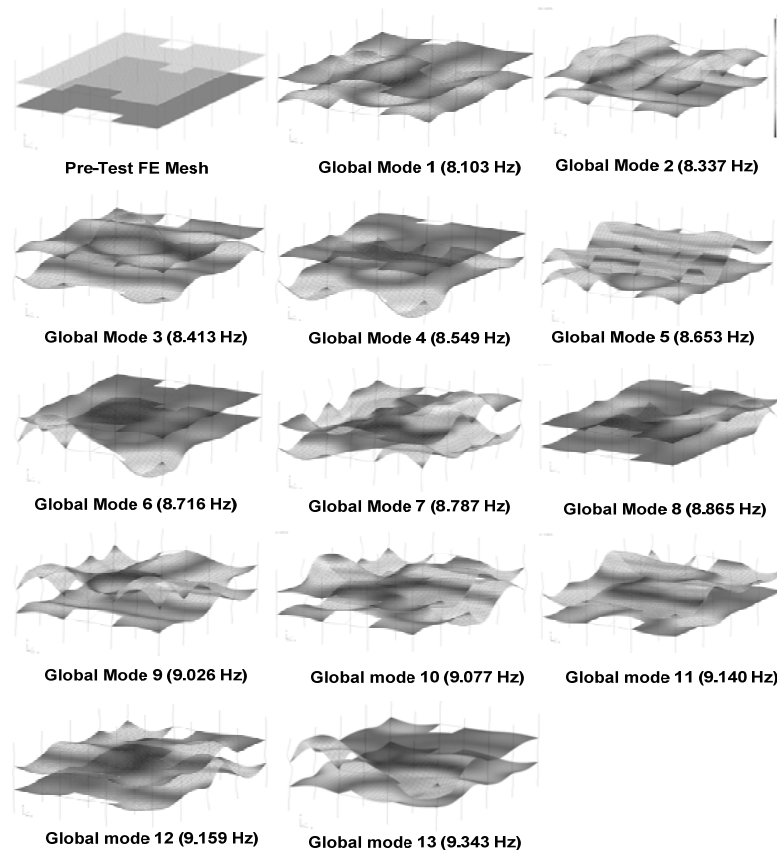 Pre-Test FE Mesh
Global Mode 1 (8.103 Hz)
Global Mode 2 (8.337 Hz)
Global Mode 3 (8.413 Hz)
Global Mode 4 (8.549 Hz)
Global Mode 5 (8.653 Hz)
Global Mode 6 (8.716 Hz)
Global Mode 7 (8.787 Hz)
Global Mode 8 (8.865 Hz)
Global Mode 9 (9.026 Hz)
Global mode 10 (9.077 Hz)
Global mode 11 (9.140 Hz)
Global mode 12 (9.159 Hz)
Global mode 13 (9.343 Hz)